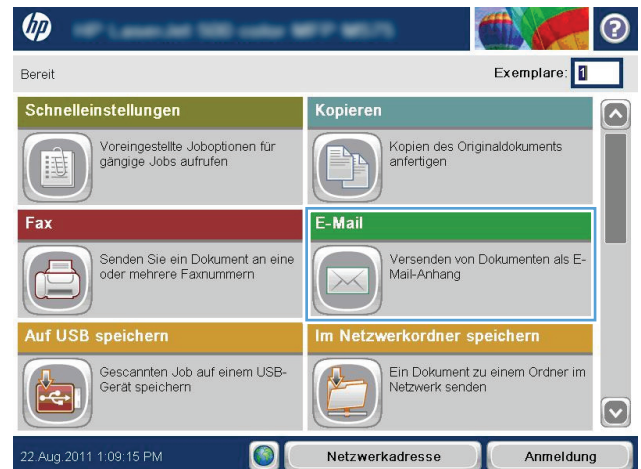 hp
Bereit
Exemplare: 1
Schnelleinstellungen
Voreingestellte Joboptionen für
gängige Jobs aufrufen
Kopieren
Kopien des Originaldokuments
anfertigen
Fax
Senden Sie ein Dokument an eine
oder mehrere Faxnummern
E-Mail
Versenden von Dokumenten als E-
Mail-Anhang
Auf USB speichern
Gescannten Job auf einem USB-
Gerät speichern
Im Netzwerkordner speichern
Ein Dokument zu einem Ordner im
Netzwerk senden
22.Aug.2011 1:09:15 PM
Netzwerkadresse
Anmeldung